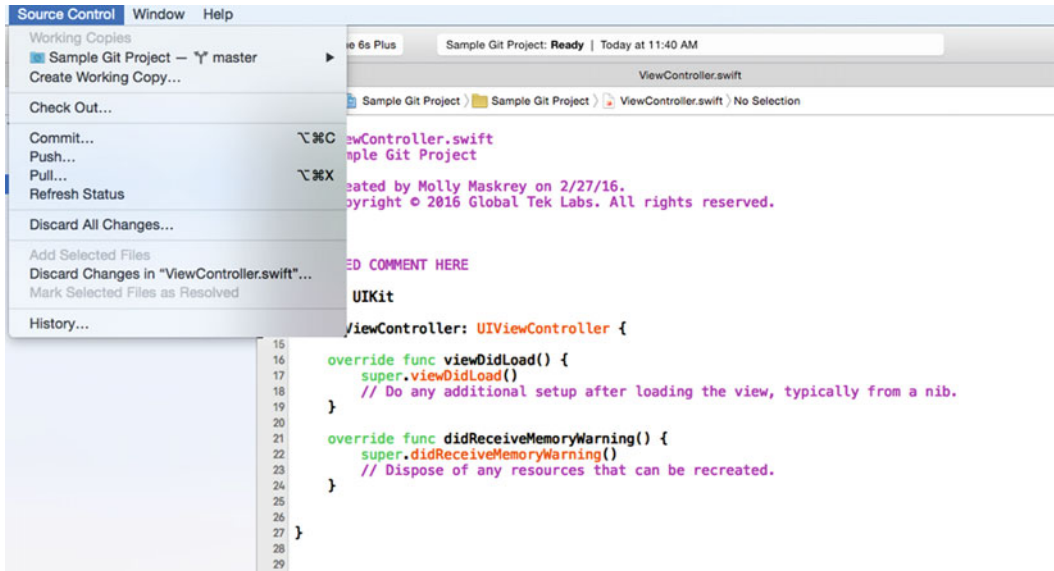 Source Control Window Help
Working Copies
Sample Git Project — master
Create Working Copy...
Check Out...
Commit... ⌥⌘C
Push...
Pull... ⌥⌘X
Refresh Status
Discard All Changes...
Add Selected Files
Discard Changes in “ViewController.swift”...
Mark Selected Files as Resolved
History...
6s Plus Sample Git Project: Ready | Today at 11:40 AM
ViewController.swift
Sample Git Project 〉 Sample Git Project 〉 ViewController.swift 〉 No Selection
ewController.swift
mple Git Project
eated by Molly Maskrey on 2/27/16.
pyright © 2016 Global Tek Labs. All rights reserved.
ED COMMENT HERE
UIKit
ViewController: UIViewController {
15
16 override func viewDidLoad() {
17 super.viewDidLoad()
18 // Do any additional setup after loading the view, typically from a nib.
19 }
20
21 override func didReceiveMemoryWarning() {
22 super.didReceiveMemoryWarning()
23 // Dispose of any resources that can be recreated.
24 }
25
26
27 }
28
29